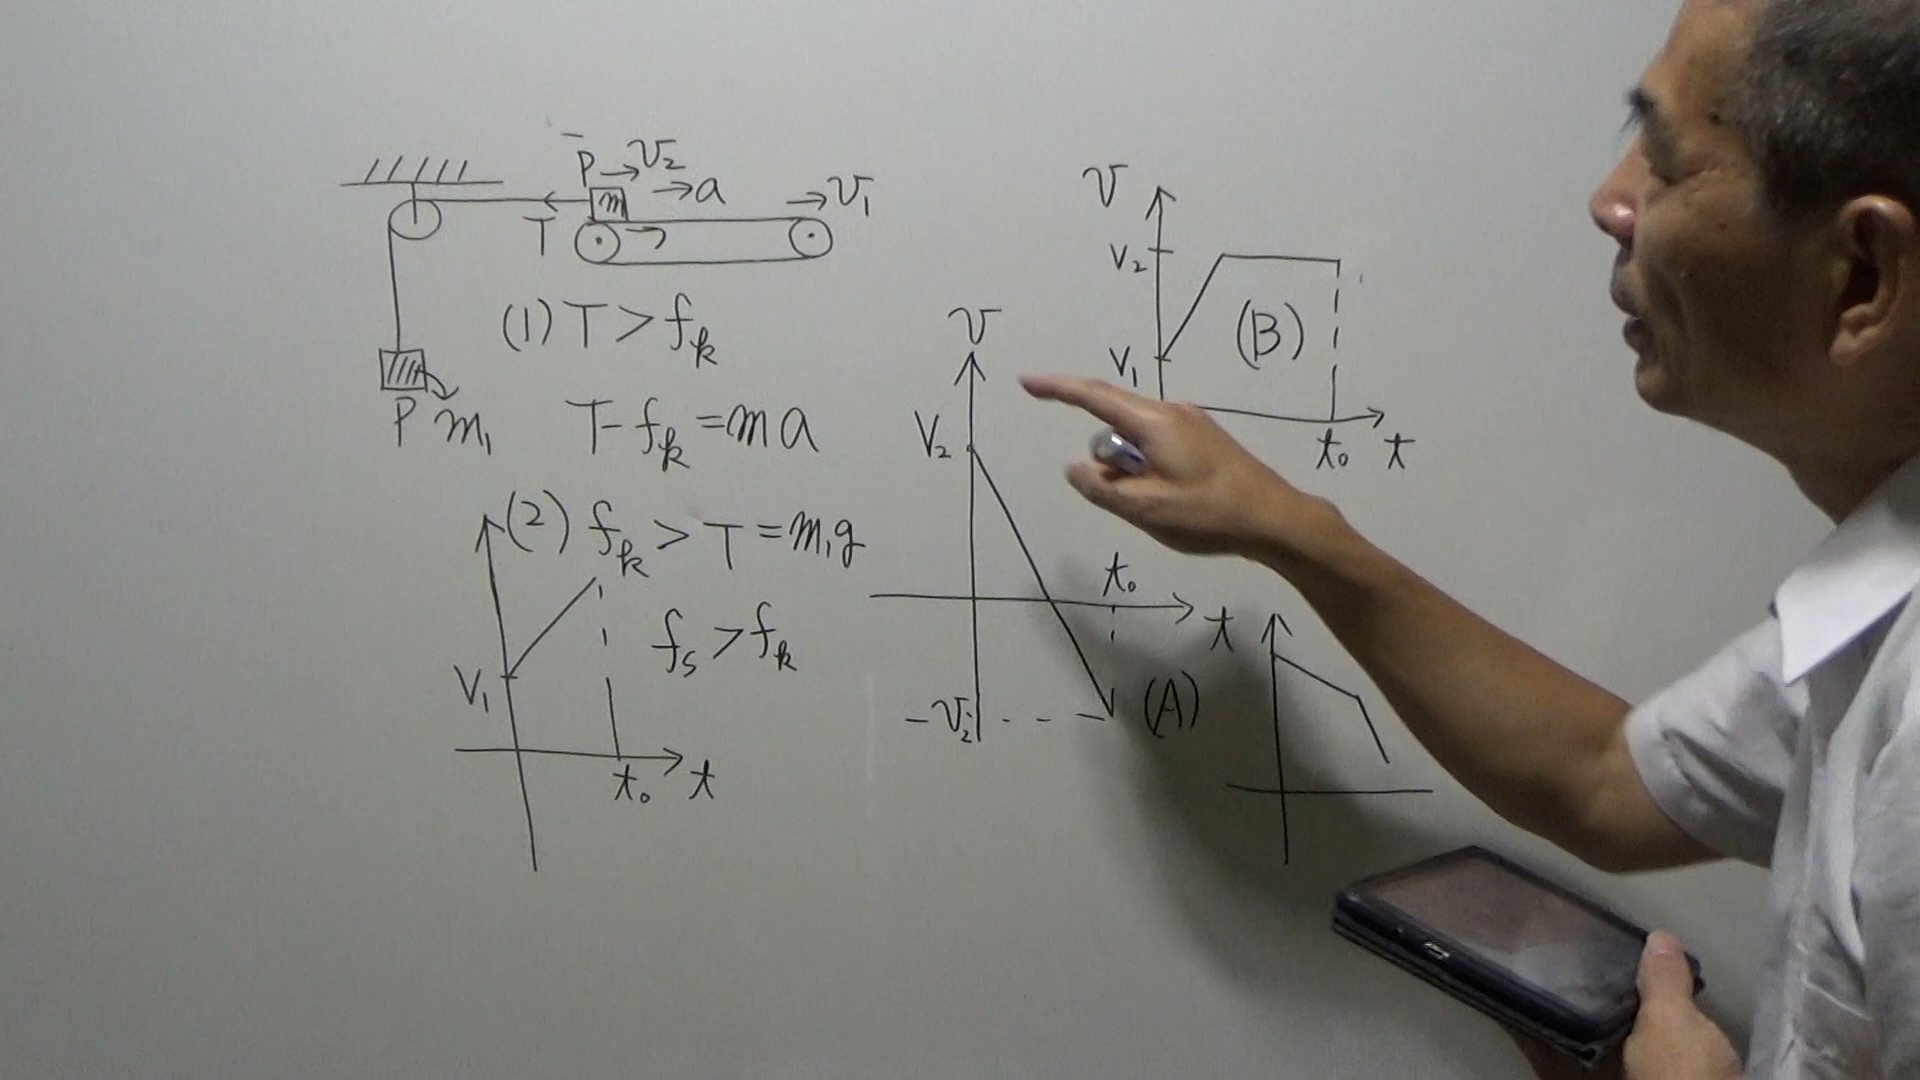 P → v₂
m → a
→ v₁
T
P m₁
(1) T > fₖ
T - fₖ = ma
(2) fₖ > T = m₁g
fₛ > fₖ
V₁
t₀ t
v
V₂
t₀
t
-v₂
(A)
v
V₂
(B)
V₁
t₀ t